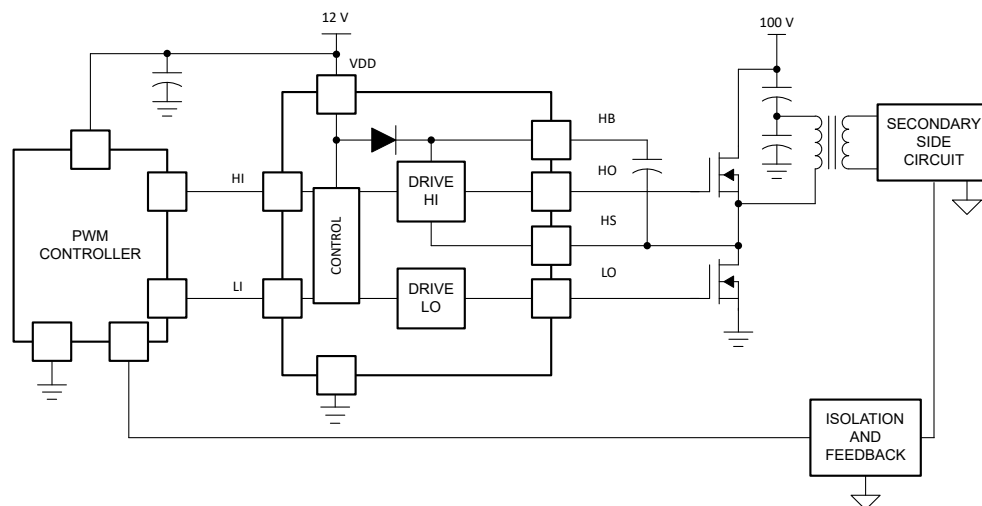 12 V
100 V
VDD
HB
SECONDARY
SIDE
CIRCUIT
HI
DRIVE
HI
HO
PWM
CONTROLLER
CONTROL
HS
LI
DRIVE
LO
LO
ISOLATION
AND
FEEDBACK